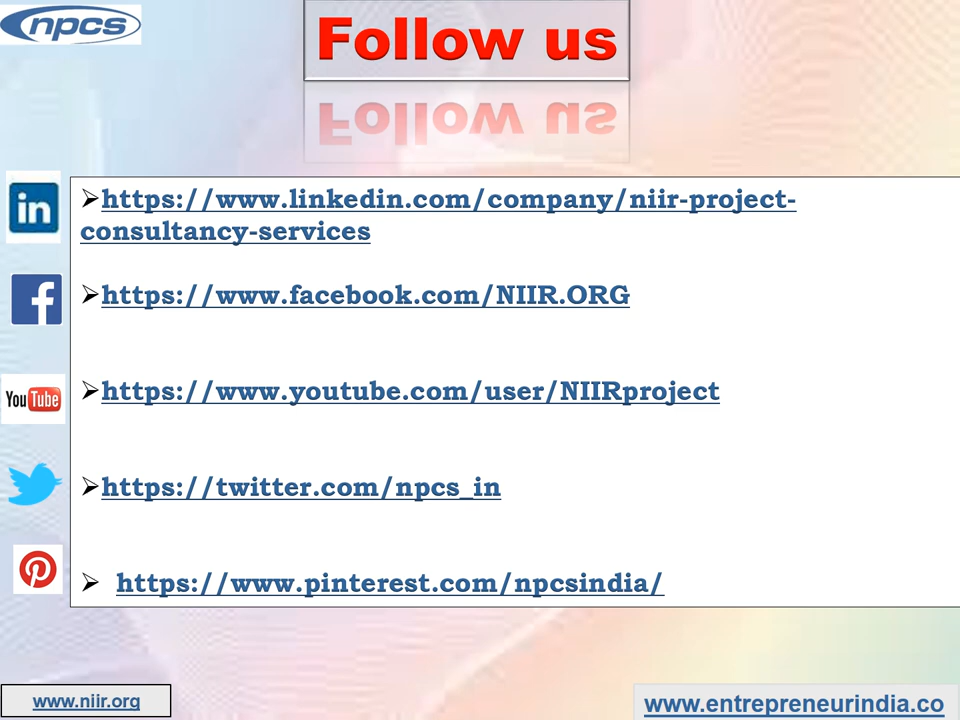 npcs
Follow us
in
➢https://www.linkedin.com/company/niir-project-
consultancy-services
f
➢https://www.facebook.com/NIIR.ORG
YouTube
➢https://www.youtube.com/user/NIIRproject
➢https://twitter.com/npcs_in
➢ https://www.pinterest.com/npcsindia/
www.niir.org
www.entrepreneurindia.co